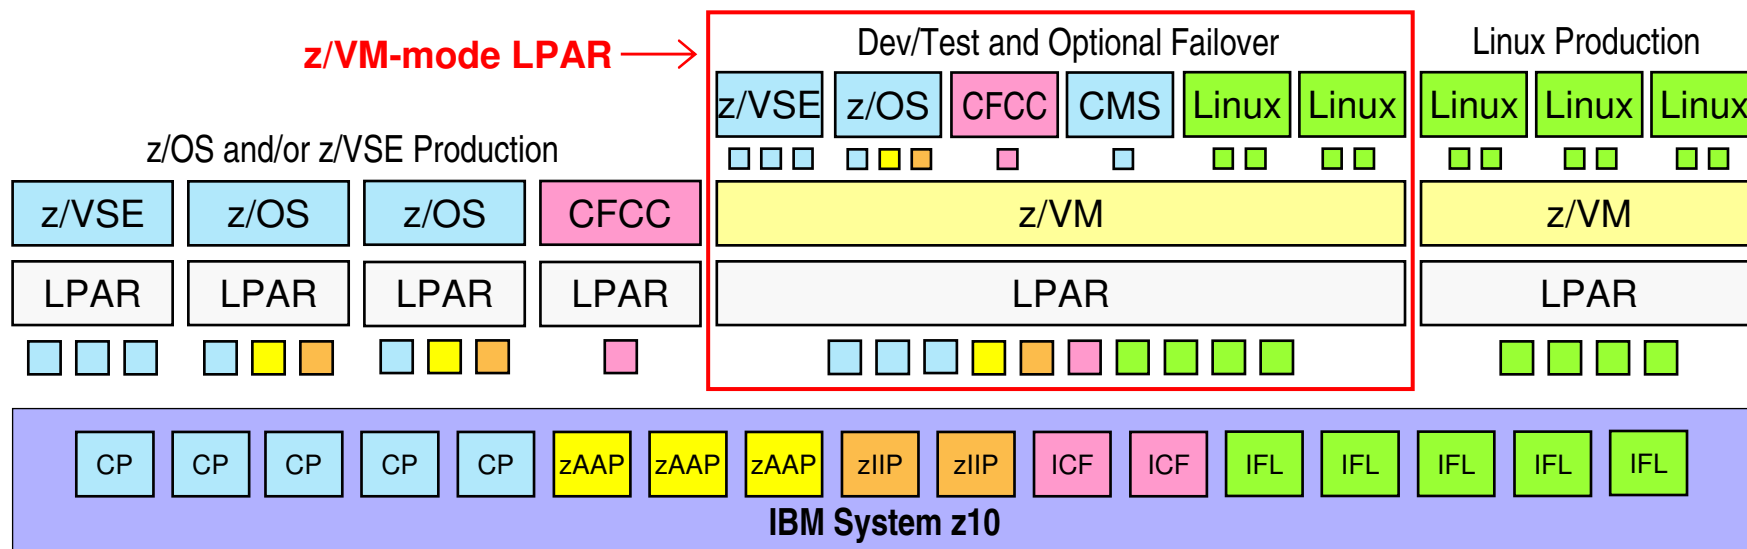 z/VM-mode LPAR
Dev/Test and Optional Failover
Linux Production
z/VSE z/OS CFCC CMS Linux Linux Linux Linux Linux
z/OS and/or z/VSE Production
z/VSE z/OS z/OS CFCC z/VM z/VM
LPAR LPAR LPAR LPAR LPAR LPAR
CP CP CP CP CP zAAP zAAP zAAP zIIP zIIP ICF ICF IFL IFL IFL IFL IFL
IBM System z10